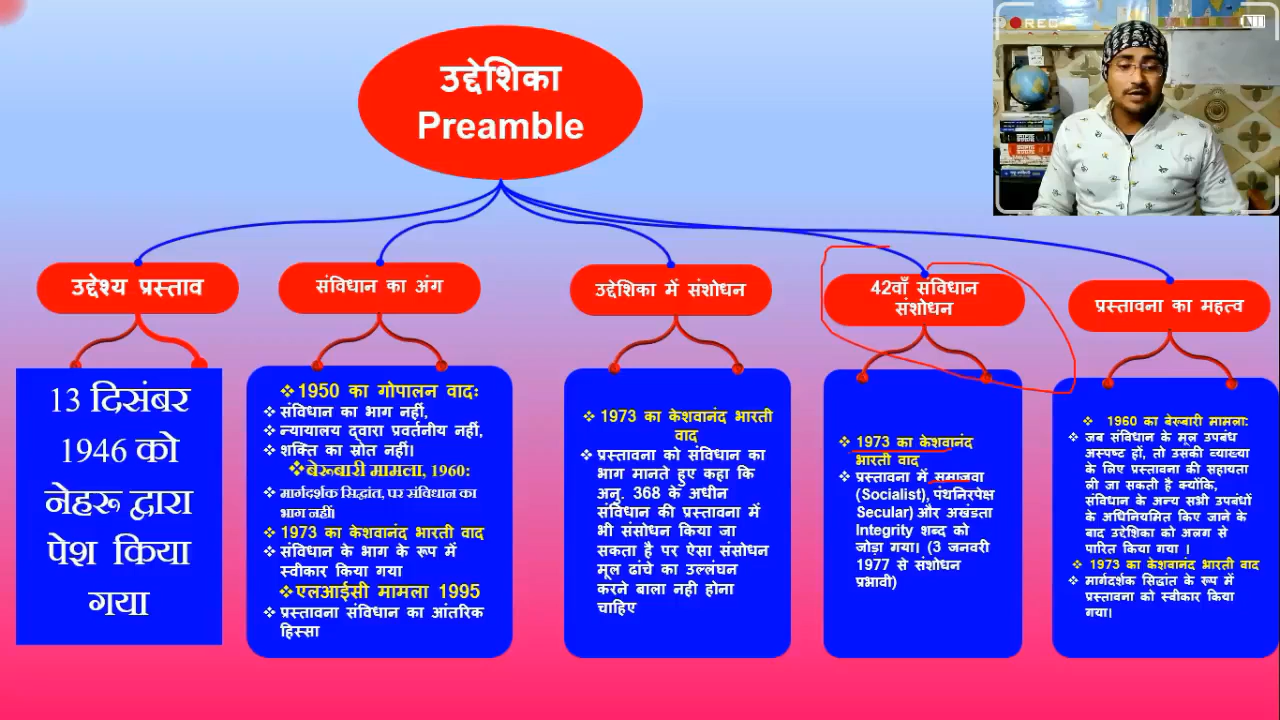 REC
उद्देशिका
Preamble
उद्देश्य प्रस्ताव
13 दिसंबर
1946 को
नेहरू द्वारा
पेश किया
गया
संविधान का अंग
❖1950 का गोपालन वादः
❖ संविधान का भाग नहीं,
❖ न्यायालय द्वारा प्रवर्तनीय नहीं,
❖ शक्ति का स्रोत नहीं।
❖बेरूबारी मामला, 1960:
❖ मार्गदर्शक सिद्धांत, पर संविधान का
भाग नहीं।
❖ 1973 का केशवानंद भारती वाद
❖ संविधान के भाग के रूप में
स्वीकार किया गया
❖एलआईसी मामला 1995
❖ प्रस्तावना संविधान का आंतरिक
हिस्सा
उद्देशिका में संशोधन
❖ 1973 का केशवानंद भारती
वाद
❖ प्रस्तावना को संविधान का
भाग मानते हुए कहा कि
अनु. 368 के अधीन
संविधान की प्रस्तावना में
भी संसोधन किया जा
सकता है पर ऐसा संसोधन
मूल ढांचे का उल्लंघन
करने बाला नही होना
चाहिए
42वाँ संविधान
संशोधन
❖ 1973 का केशवानंद
भारती वाद
❖ प्रस्तावना में समाजवा
(Socialist), पंथनिरपेक्ष
Secular) और अखंडता
Integrity शब्द को
जोड़ा गया। (3 जनवरी
1977 से संशोधन
प्रभावी)
प्रस्तावना का महत्व
❖ 1960 का बेरूबारी मामला:
❖ जब संविधान के मूल उपबंध
अस्पष्ट हों, तो उसकी व्याख्या
के लिए प्रस्तावना की सहायता
ली जा सकती है क्योंकि,
संविधान के अन्य सभी उपबंधों
के अधिनियमित किए जाने के
बाद उद्देशिका को अलग से
पारित किया गया ।
❖ 1973 का केशवानंद भारती वाद
❖ मार्गदर्शक सिद्धांत के रूप में
प्रस्तावना को स्वीकार किया
गया।